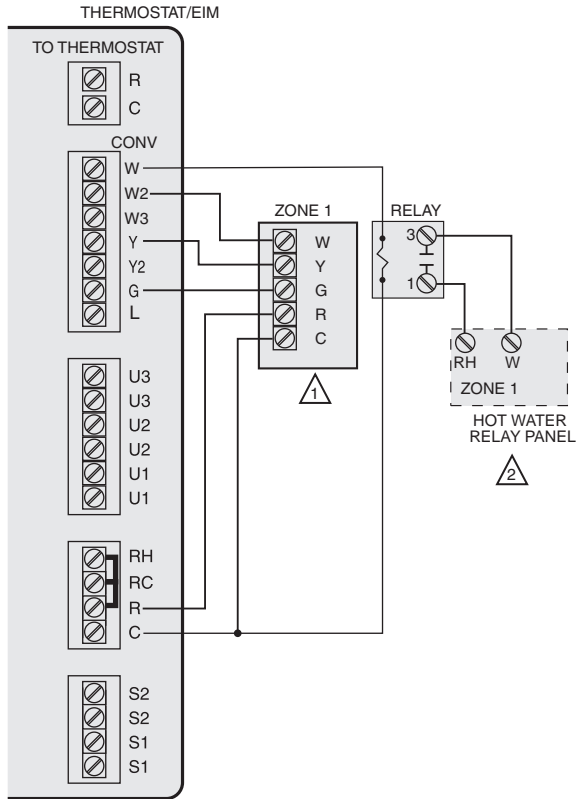 THERMOSTAT/EIM
TO THERMOSTAT
R
C
CONV
W
W2
W3
Y
Y2
G
L
U3
U3
U2
U2
U1
U1
RH
RC
R
C
S2
S2
S1
S1
ZONE 1
W
Y
G
R
C
1
RELAY
3
1
RH W
ZONE 1
HOT WATER
RELAY PANEL
2